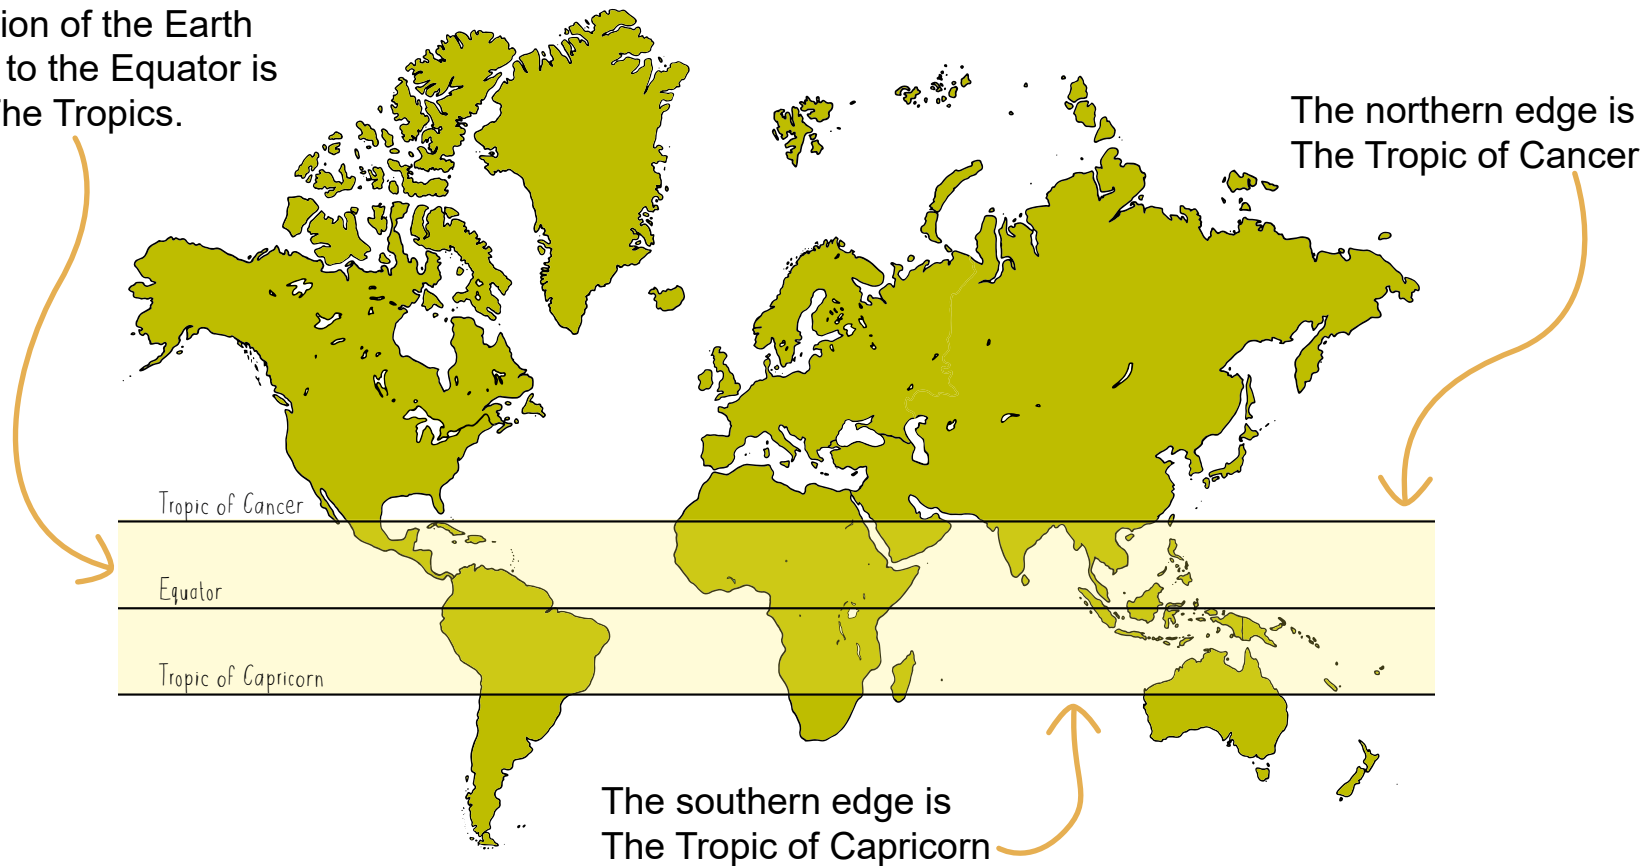 ion of the Earth
to the Equator is
The Tropics.
The northern edge is
The Tropic of Cancer
Tropic of Cancer
Equator
Tropic of Capricorn
The southern edge is
The Tropic of Capricorn